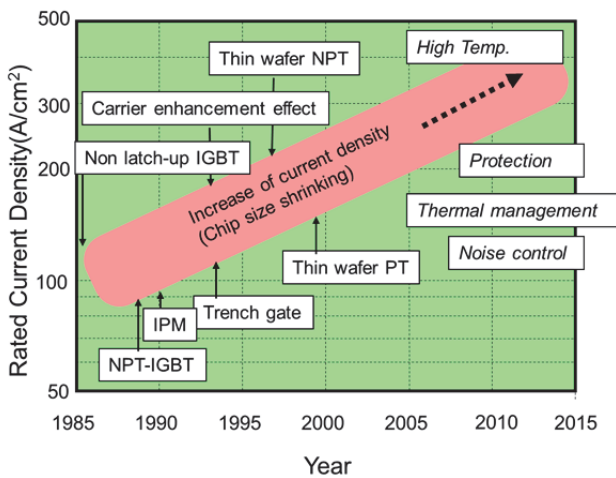 500
300
200
100
50
Rated Current Density(A/cm²)
High Temp.
Thin wafer NPT
Carrier enhancement effect
Non latch-up IGBT
Increase of current density
(Chip size shrinking)
Protection
Thermal management
Noise control
Thin wafer PT
Trench gate
IPM
NPT-IGBT
1985
1990
1995
2000
2005
2010
2015
Year